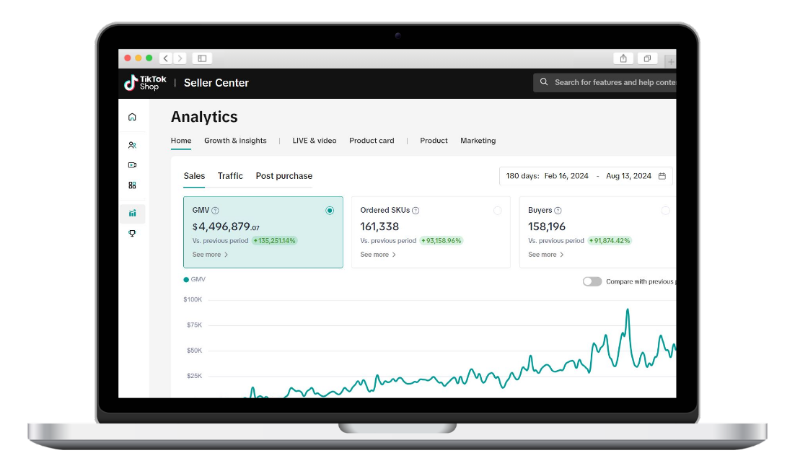 TikTok
Shop
Seller Center
Search for features and help conte
Analytics
Home Growth & insights LIVE & video Product card Product Marketing
Sales Traffic Post purchase
180 days: Feb 16, 2024 - Aug 13, 2024
GMV Ordered SKUs Buyers
$4,496,879.07 161,338 158,196
Vs. previous period +135,251.14% Vs. previous period +93,158.96% Vs. previous period +91,874.42%
See more See more See more
GMV
Compare with previous p
$100K
$75K
$50K
$25K